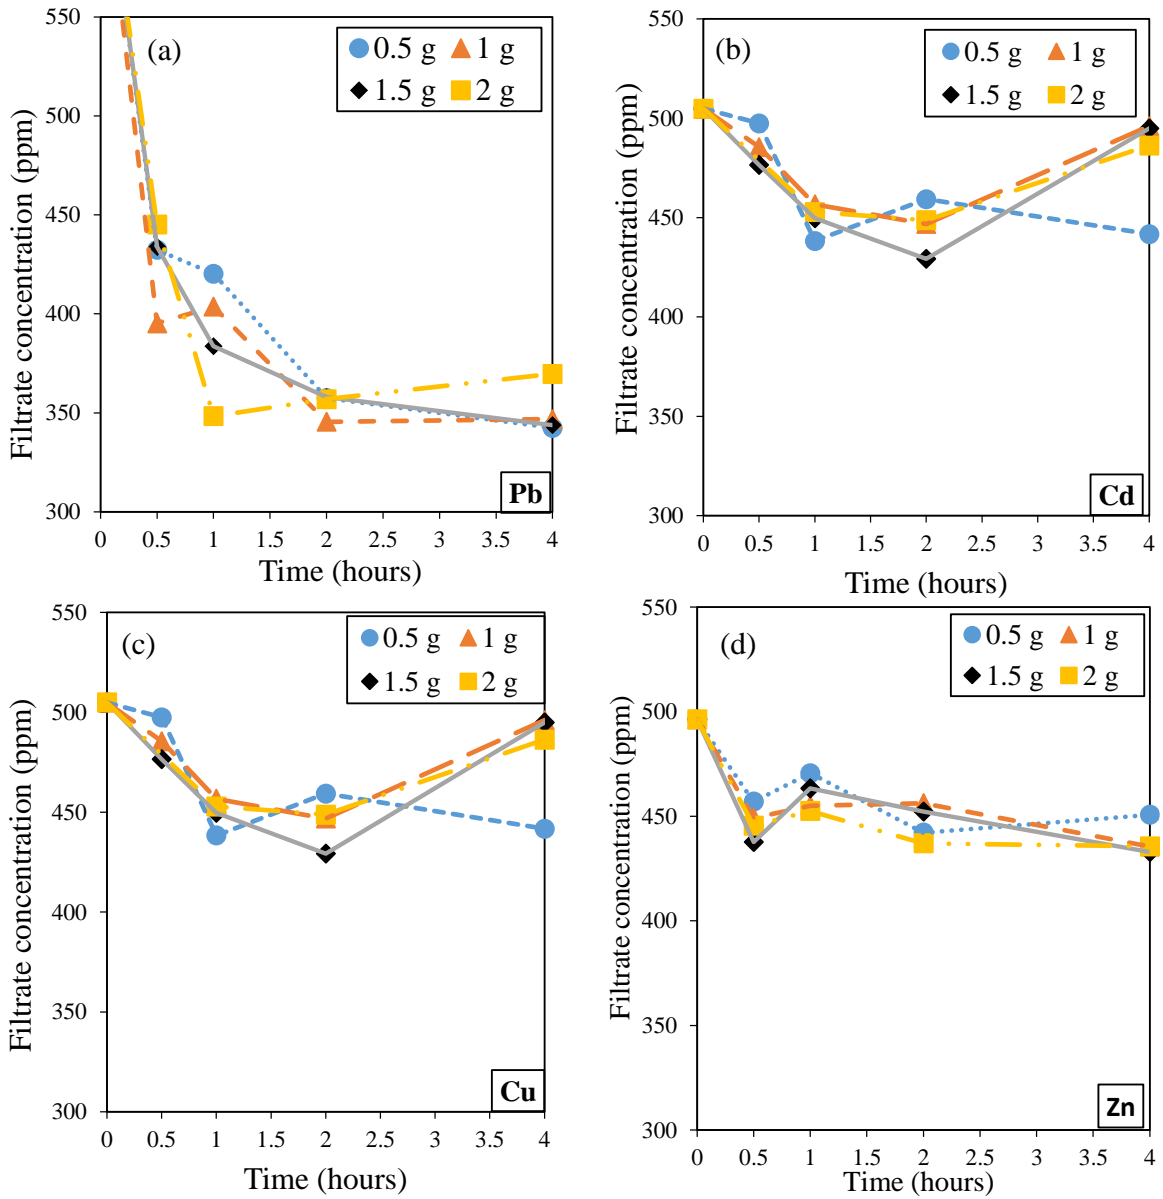 (a)
0.5 g 1 g
1.5 g 2 g
Filtrate concentration (ppm)
550
500
450
400
350
300
Pb
0 0.5 1 1.5 2 2.5 3 3.5 4
Time (hours)
(b)
0.5 g 1 g
1.5 g 2 g
Filtrate concentration (ppm)
550
500
450
400
350
300
Cd
0 0.5 1 1.5 2 2.5 3 3.5 4
Time (hours)
(c)
0.5 g 1 g
1.5 g 2 g
Filtrate concentration (ppm)
550
500
450
400
350
300
Cu
0 0.5 1 1.5 2 2.5 3 3.5 4
Time (hours)
(d)
0.5 g 1 g
1.5 g 2 g
Filtrate concentration (ppm)
550
500
450
400
350
300
Zn
0 0.5 1 1.5 2 2.5 3 3.5 4
Time (hours)